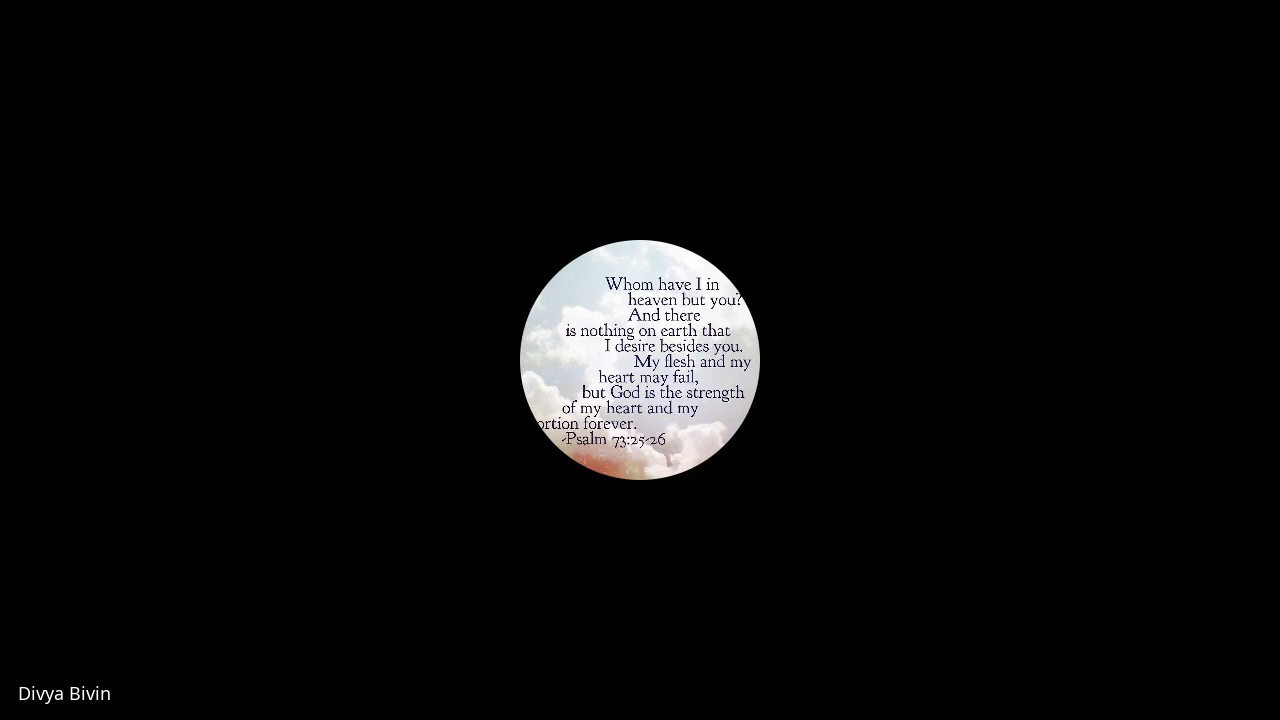 Whom have I in
heaven but you?
And there
is nothing on earth that
I desire besides you.
My flesh and my
heart may fail,
but God is the strength
of my heart and my
ortion forever.
-Psalm 73:25-26
Divya Bivin